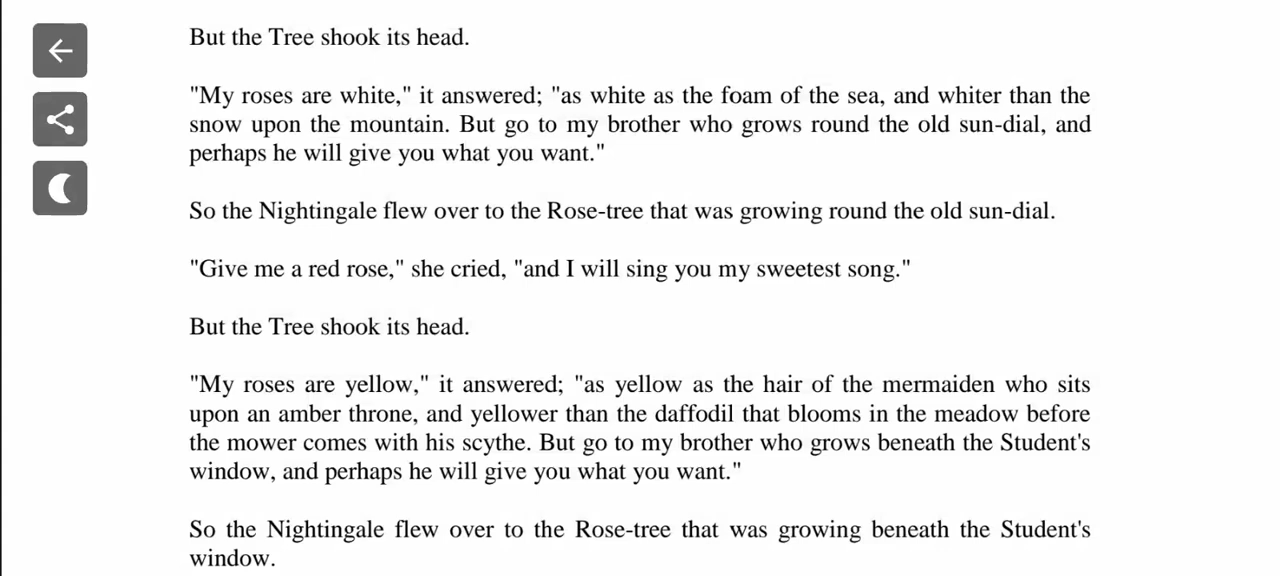 But the Tree shook its head.
"My roses are white," it answered; "as white as the foam of the sea, and whiter than the
snow upon the mountain. But go to my brother who grows round the old sun-dial, and
perhaps he will give you what you want."
So the Nightingale flew over to the Rose-tree that was growing round the old sun-dial.
"Give me a red rose," she cried, "and I will sing you my sweetest song."
But the Tree shook its head.
"My roses are yellow," it answered; "as yellow as the hair of the mermaiden who sits
upon an amber throne, and yellower than the daffodil that blooms in the meadow before
the mower comes with his scythe. But go to my brother who grows beneath the Student's
window, and perhaps he will give you what you want."
So the Nightingale flew over to the Rose-tree that was growing beneath the Student's
window.